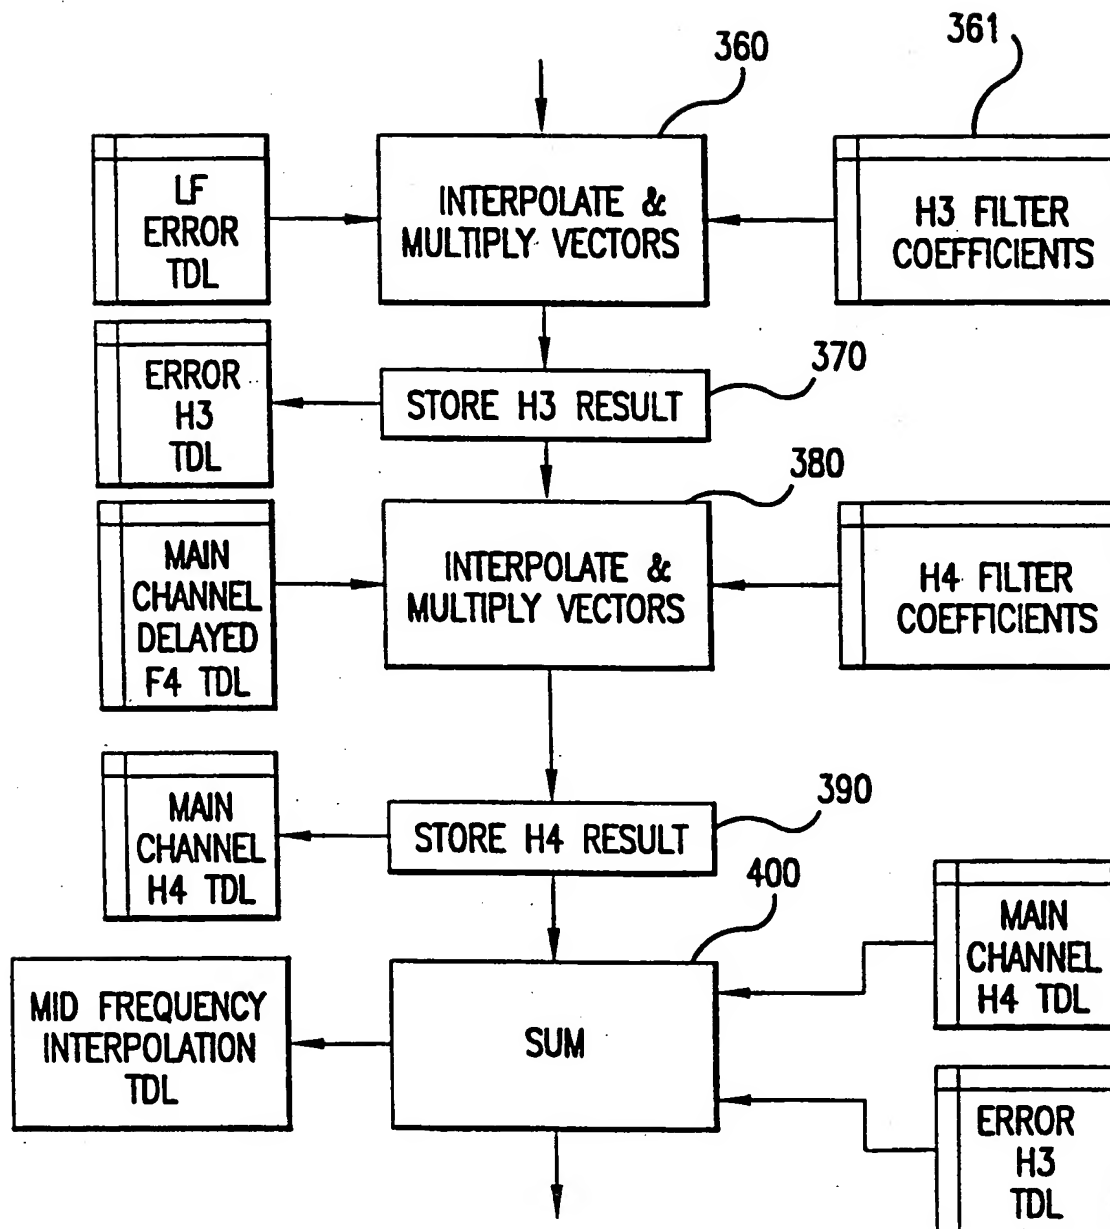 360
361
LF
ERROR
TDL
INTERPOLATE &
MULTIPLY VECTORS
H3 FILTER
COEFFICIENTS
370
ERROR
H3
TDL
STORE H3 RESULT
380
MAIN
CHANNEL
DELAYED
F4 TDL
INTERPOLATE &
MULTIPLY VECTORS
H4 FILTER
COEFFICIENTS
390
MAIN
CHANNEL
H4 TDL
STORE H4 RESULT
400
MID FREQUENCY
INTERPOLATION
TDL
SUM
MAIN
CHANNEL
H4 TDL
ERROR
H3
TDL